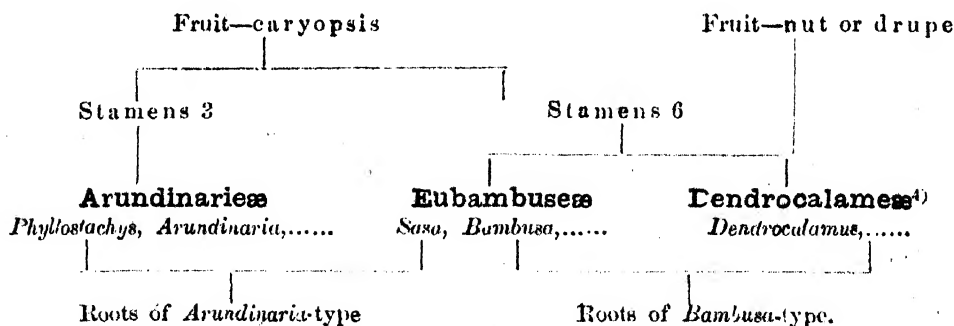 Fruit—caryopsis Fruit—nut or drupe
Stamens 3 Stamens 6
Arundinarieæ Eubambuseæ Dendrocalameæ⁴⁾
Phyllostachys, Arundinaria,...... Sasa, Bambusa,...... Dendrocalamus,......
Roots of Arundinaria-type Roots of Bambusa-type.